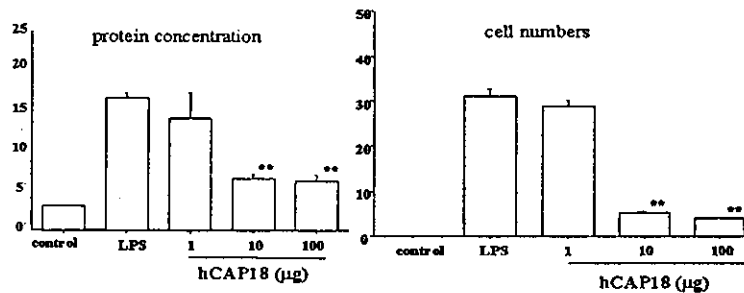 protein concentration
25
20
15
10
5
0
control LPS 1 10 100
** **
hCAP18 (μg)
cell numbers
50
40
30
20
10
0
control LPS 1 10 100
** **
hCAP18 (μg)